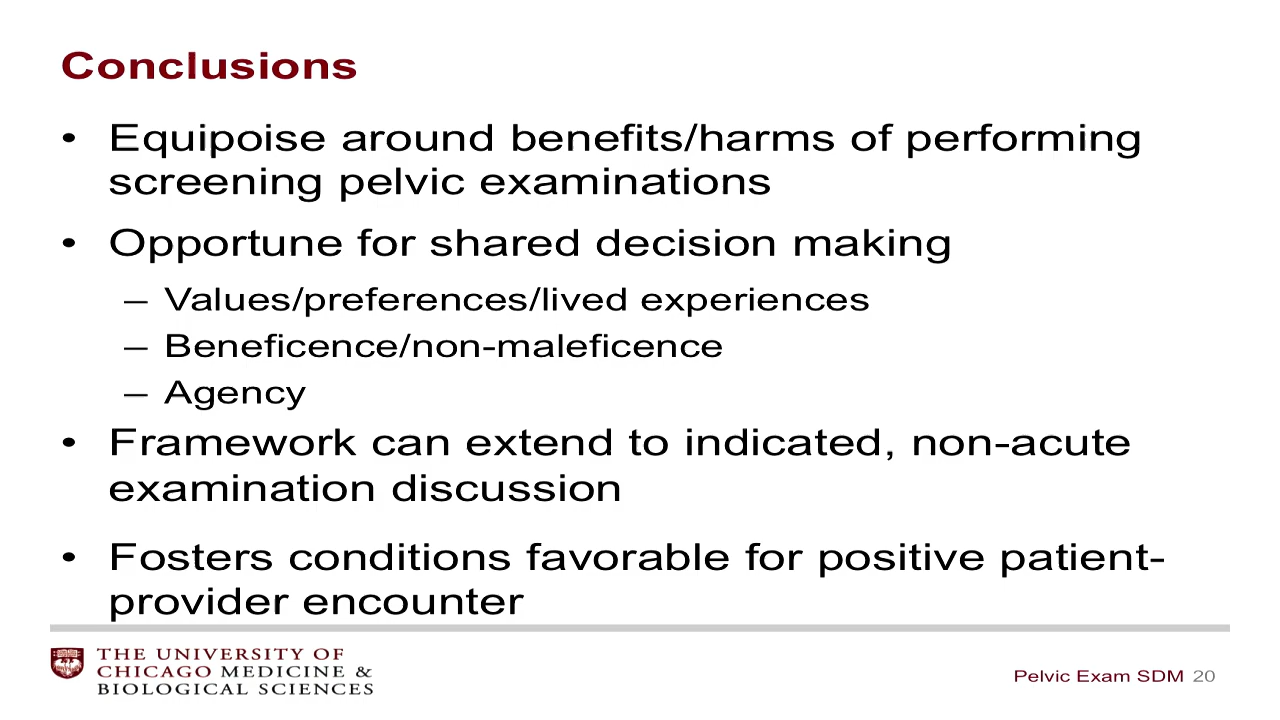 Conclusions
• Equipoise around benefits/harms of performing
screening pelvic examinations
• Opportune for shared decision making
– Values/preferences/lived experiences
– Beneficence/non-maleficence
– Agency
• Framework can extend to indicated, non-acute
examination discussion
• Fosters conditions favorable for positive patient-
provider encounter
THE UNIVERSITY OF
CHICAGO MEDICINE &
BIOLOGICAL SCIENCES
Pelvic Exam SDM 20